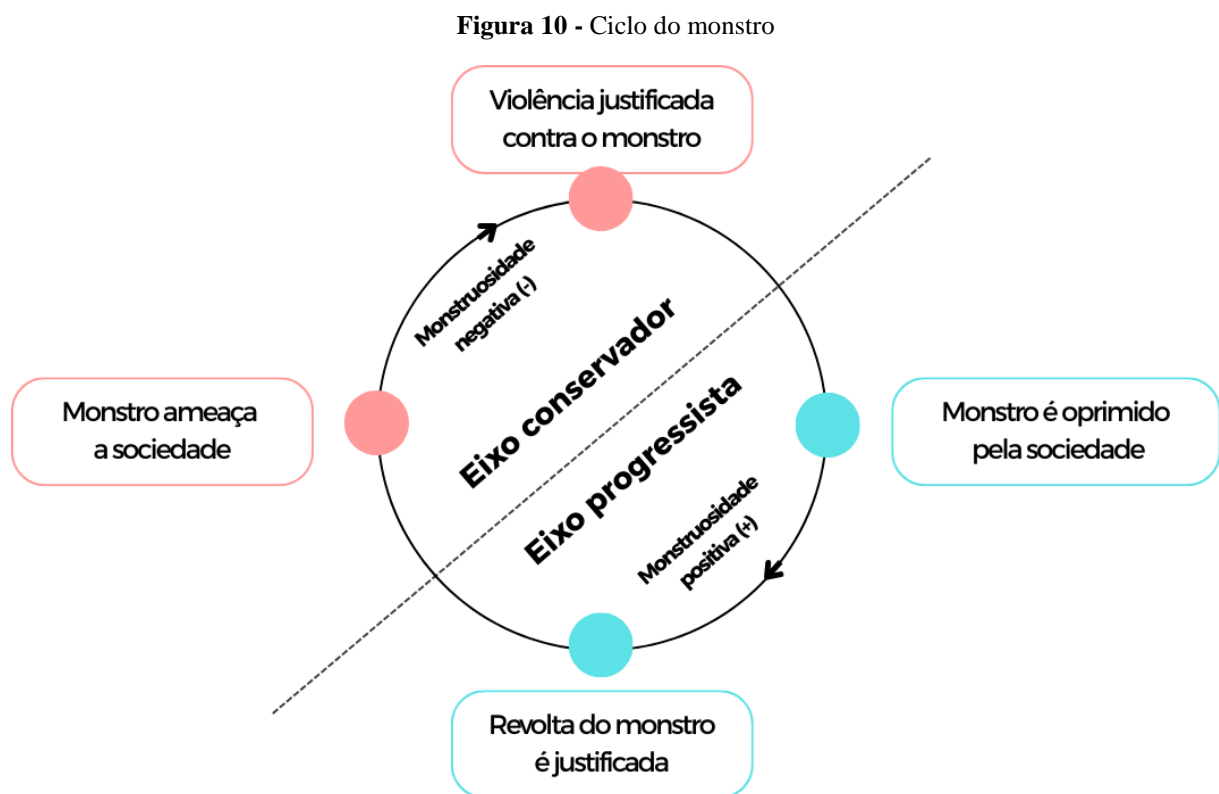 Figura 10 - Ciclo do monstro
Violência justificada
contra o monstro
Monstruosidade
negativa (-)
Eixo conservador
Monstro ameaça
a sociedade
Eixo progressista
Monstro é oprimido
pela sociedade
Monstruosidade
positiva (+)
Revolta do monstro
é justificada